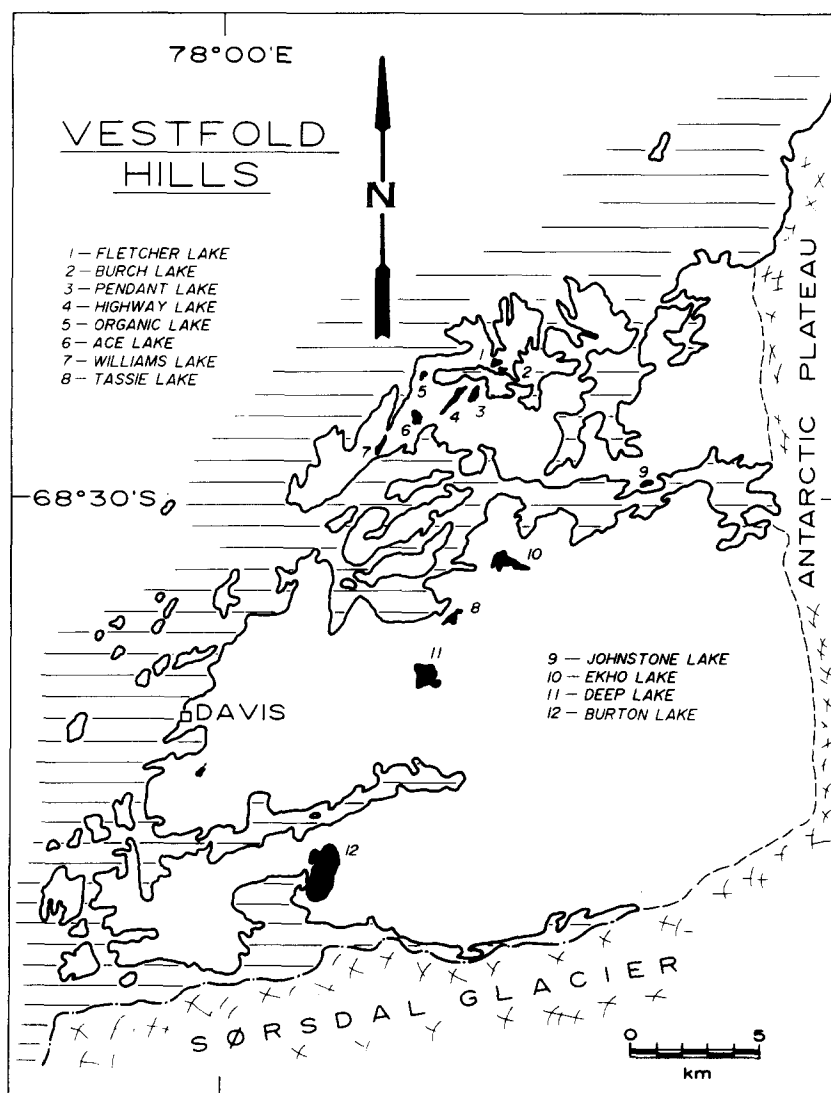 78°00'E
VESTFOLD
HILLS
N
1 — FLETCHER LAKE
2 — BURCH LAKE
3 — PENDANT LAKE
4 — HIGHWAY LAKE
5 — ORGANIC LAKE
6 — ACE LAKE
7 — WILLIAMS LAKE
8 — TASSIE LAKE
1
2
5
4
3
6
7
9
68°30'S
ANTARCTIC PLATEAU
10
8
11
9 — JOHNSTONE LAKE
10 — EKHO LAKE
11 — DEEP LAKE
12 — BURTON LAKE
DAVIS
12
SØRSDAL GLACIER
0 5
km